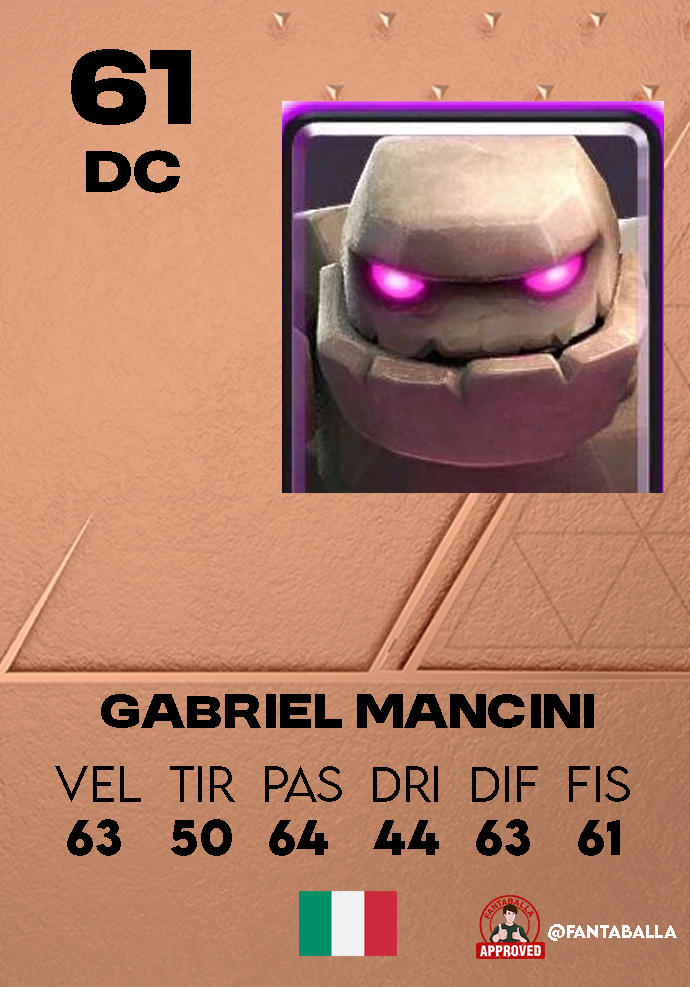 61
DC
GABRIEL MANCINI
VEL TIR PAS DRI DIF FIS
63 50 64 44 63 61
FANTABALLA
APPROVED
@FANTABALLA